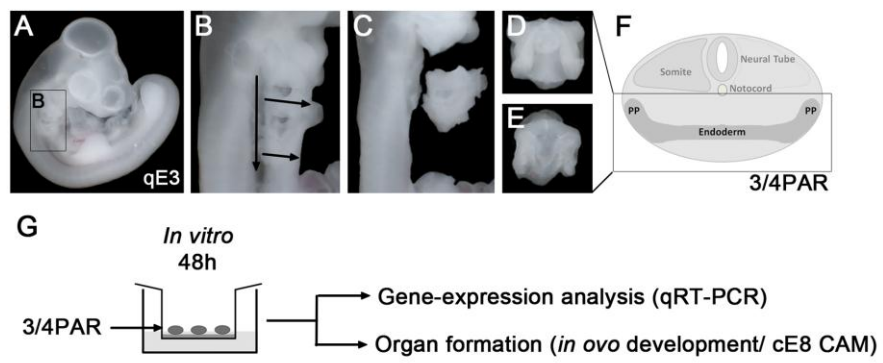 A
B
qE3
B
C
D
E
F
Somite
Neural Tube
Notocord
PP
PP
Endoderm
3/4PAR
G
In vitro
48h
3/4PAR
Gene-expression analysis (qRT-PCR)
Organ formation (in ovo development/ cE8 CAM)